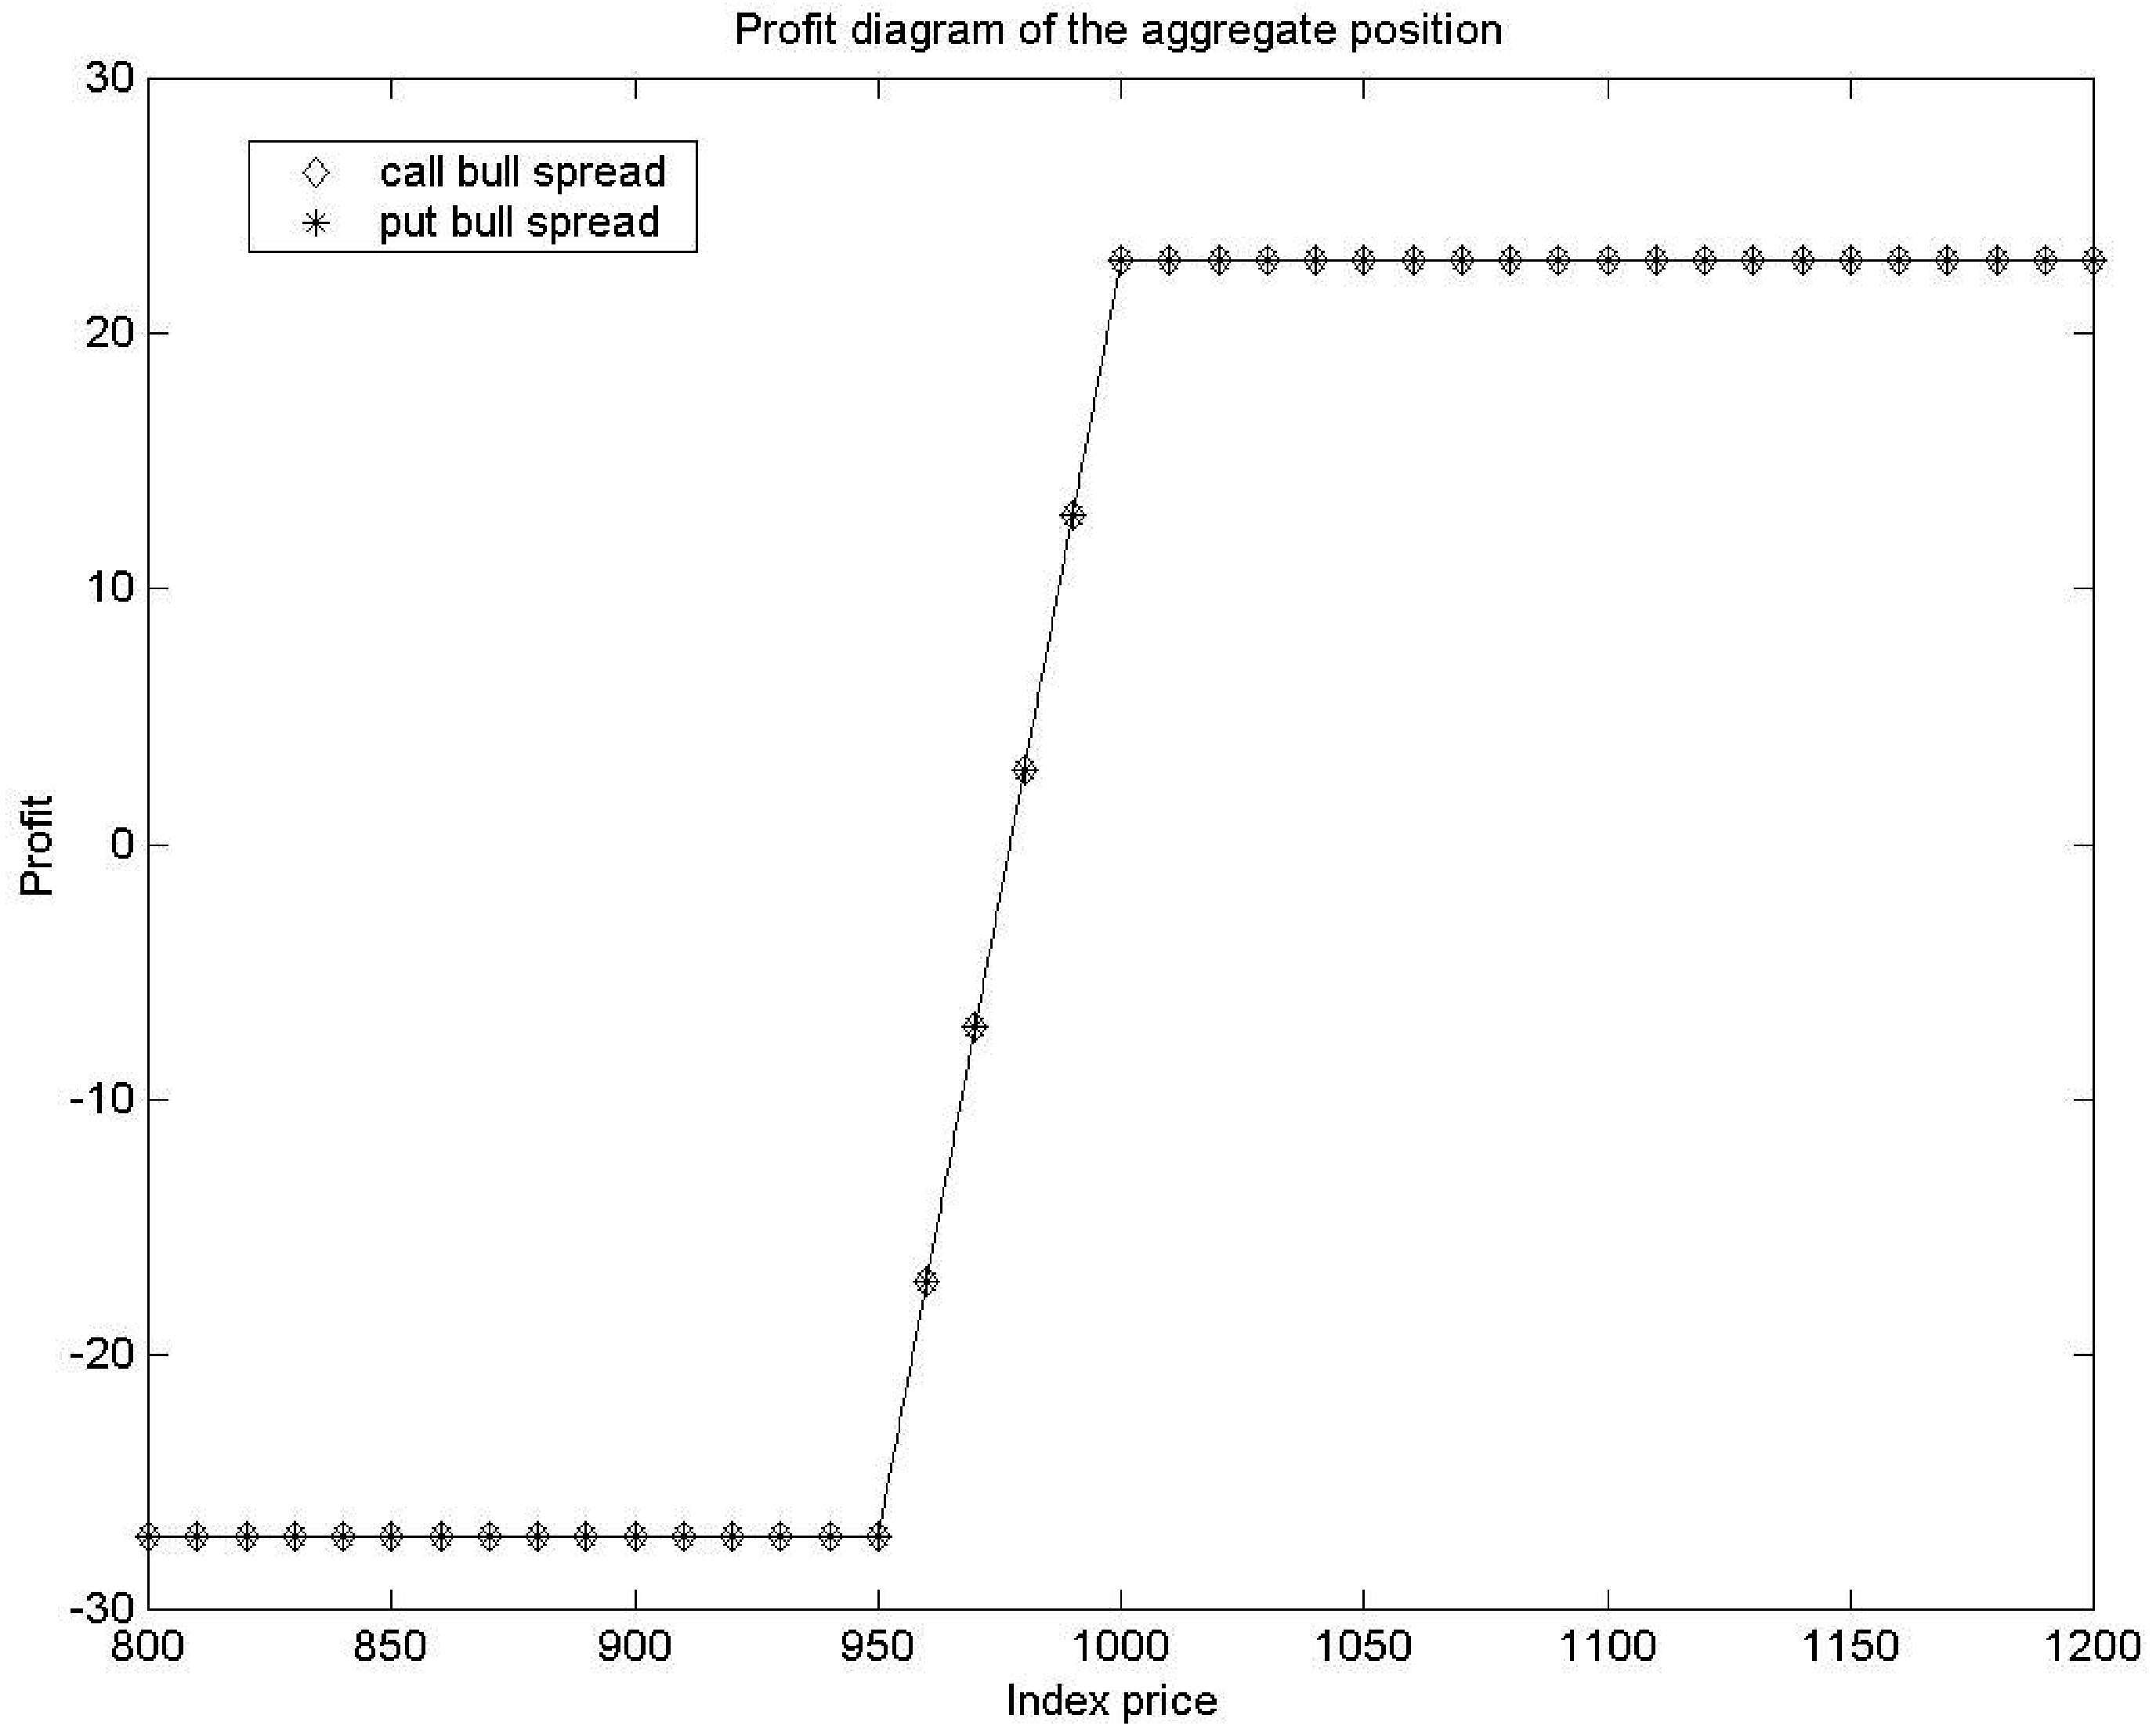 Profit diagram of the aggregate position
30
call bull spread
put bull spread
20
10
0
Profit
-10
-20
-30
800 850 900 950 1000 1050 1100 1150 1200
Index price